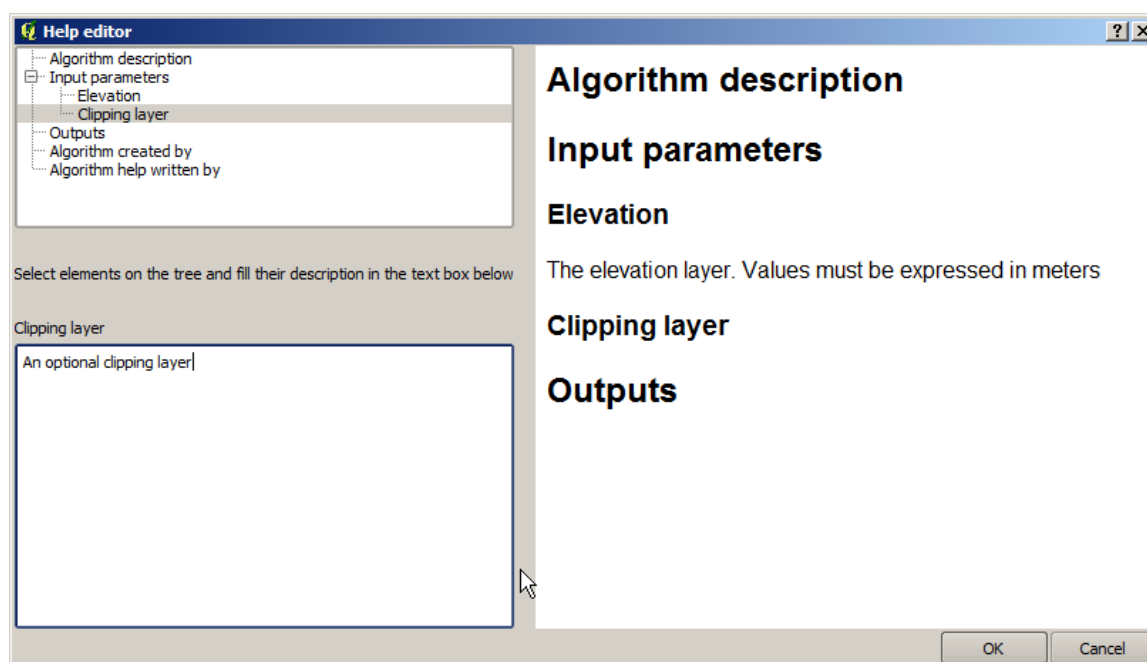 Help editor
Algorithm description
Input parameters
Elevation
Clipping layer
Outputs
Algorithm created by
Algorithm help written by
Select elements on the tree and fill their description in the text box below
Clipping layer
An optional clipping layer
Algorithm description
Input parameters
Elevation
The elevation layer. Values must be expressed in meters
Clipping layer
Outputs
OK
Cancel